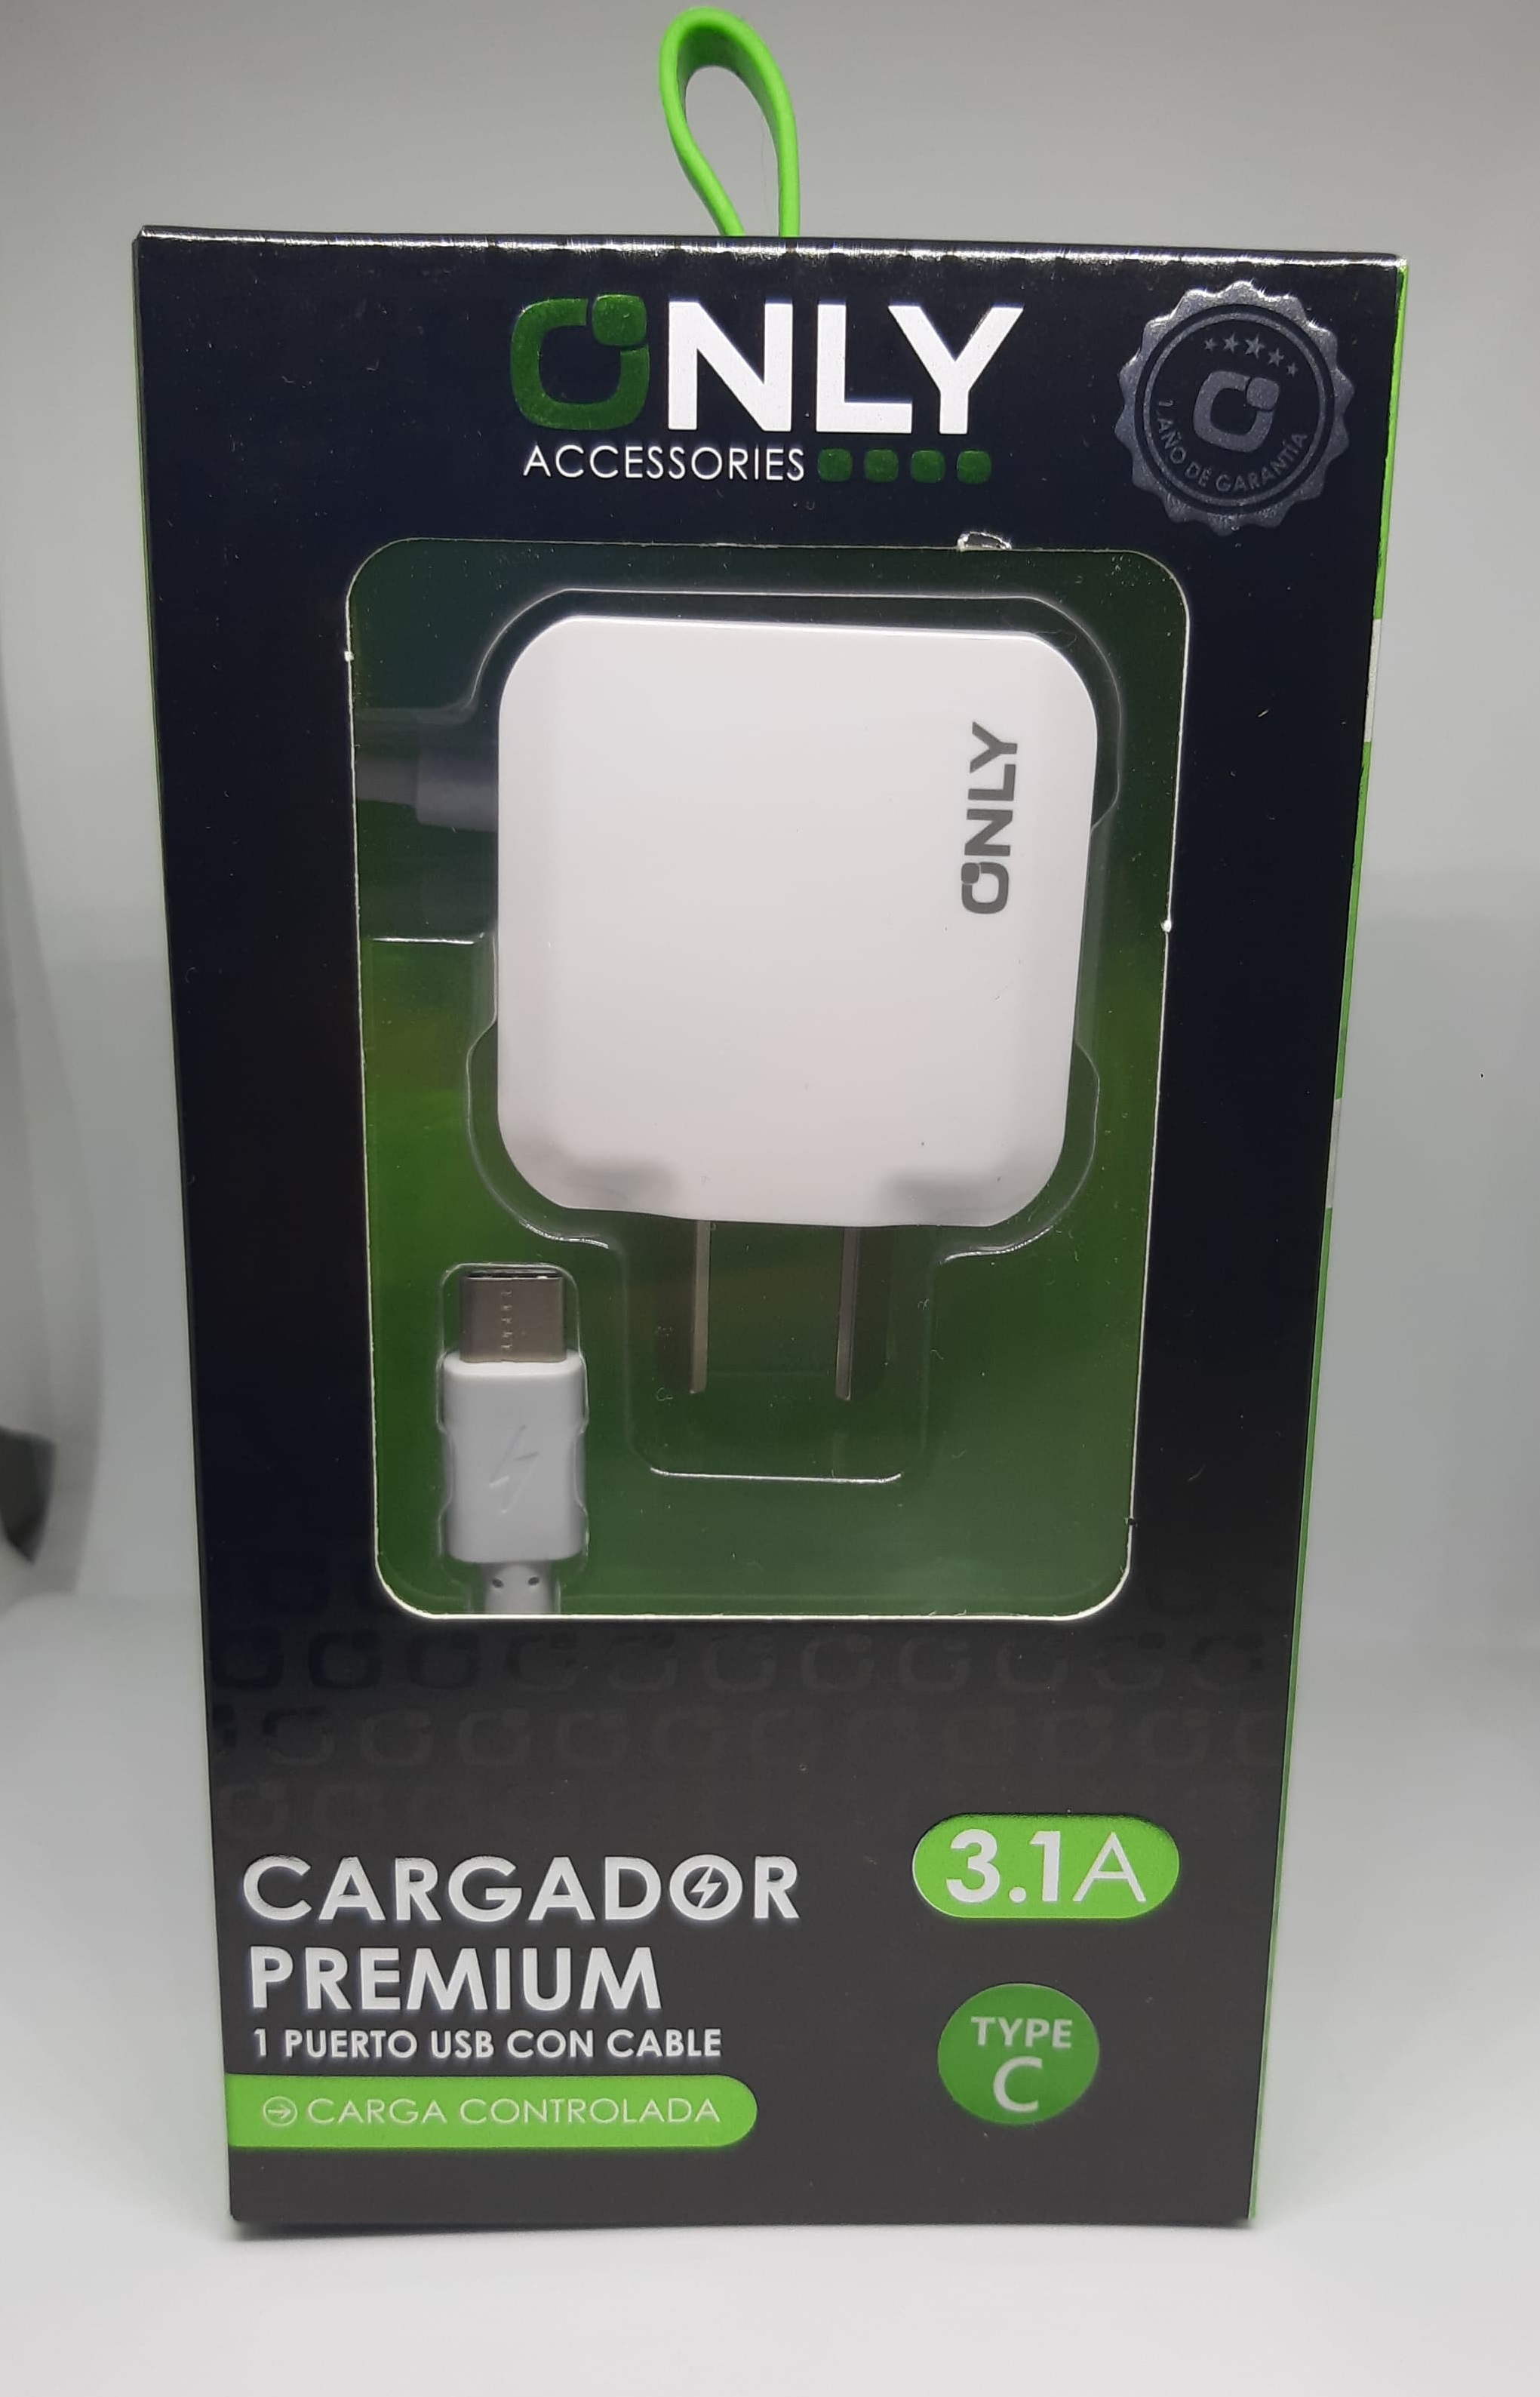 ONLY
ACCESSORIES
1 AÑO DE GARANTÍA
ONLY
CARGADOR
PREMIUM
1 PUERTO USB CON CABLE
CARGA CONTROLADA
3.1A
TYPE
C